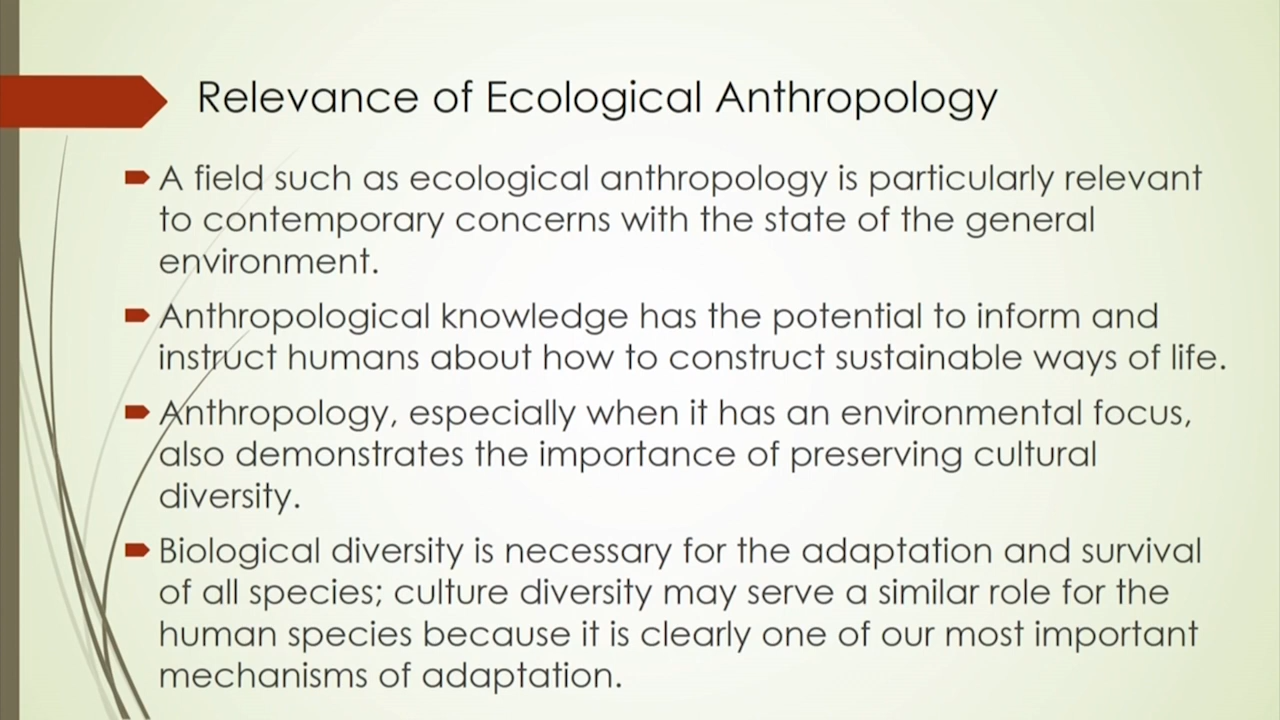 Relevance of Ecological Anthropology
A field such as ecological anthropology is particularly relevant
to contemporary concerns with the state of the general
environment.
Anthropological knowledge has the potential to inform and
instruct humans about how to construct sustainable ways of life.
Anthropology, especially when it has an environmental focus,
also demonstrates the importance of preserving cultural
diversity.
Biological diversity is necessary for the adaptation and survival
of all species; culture diversity may serve a similar role for the
human species because it is clearly one of our most important
mechanisms of adaptation.